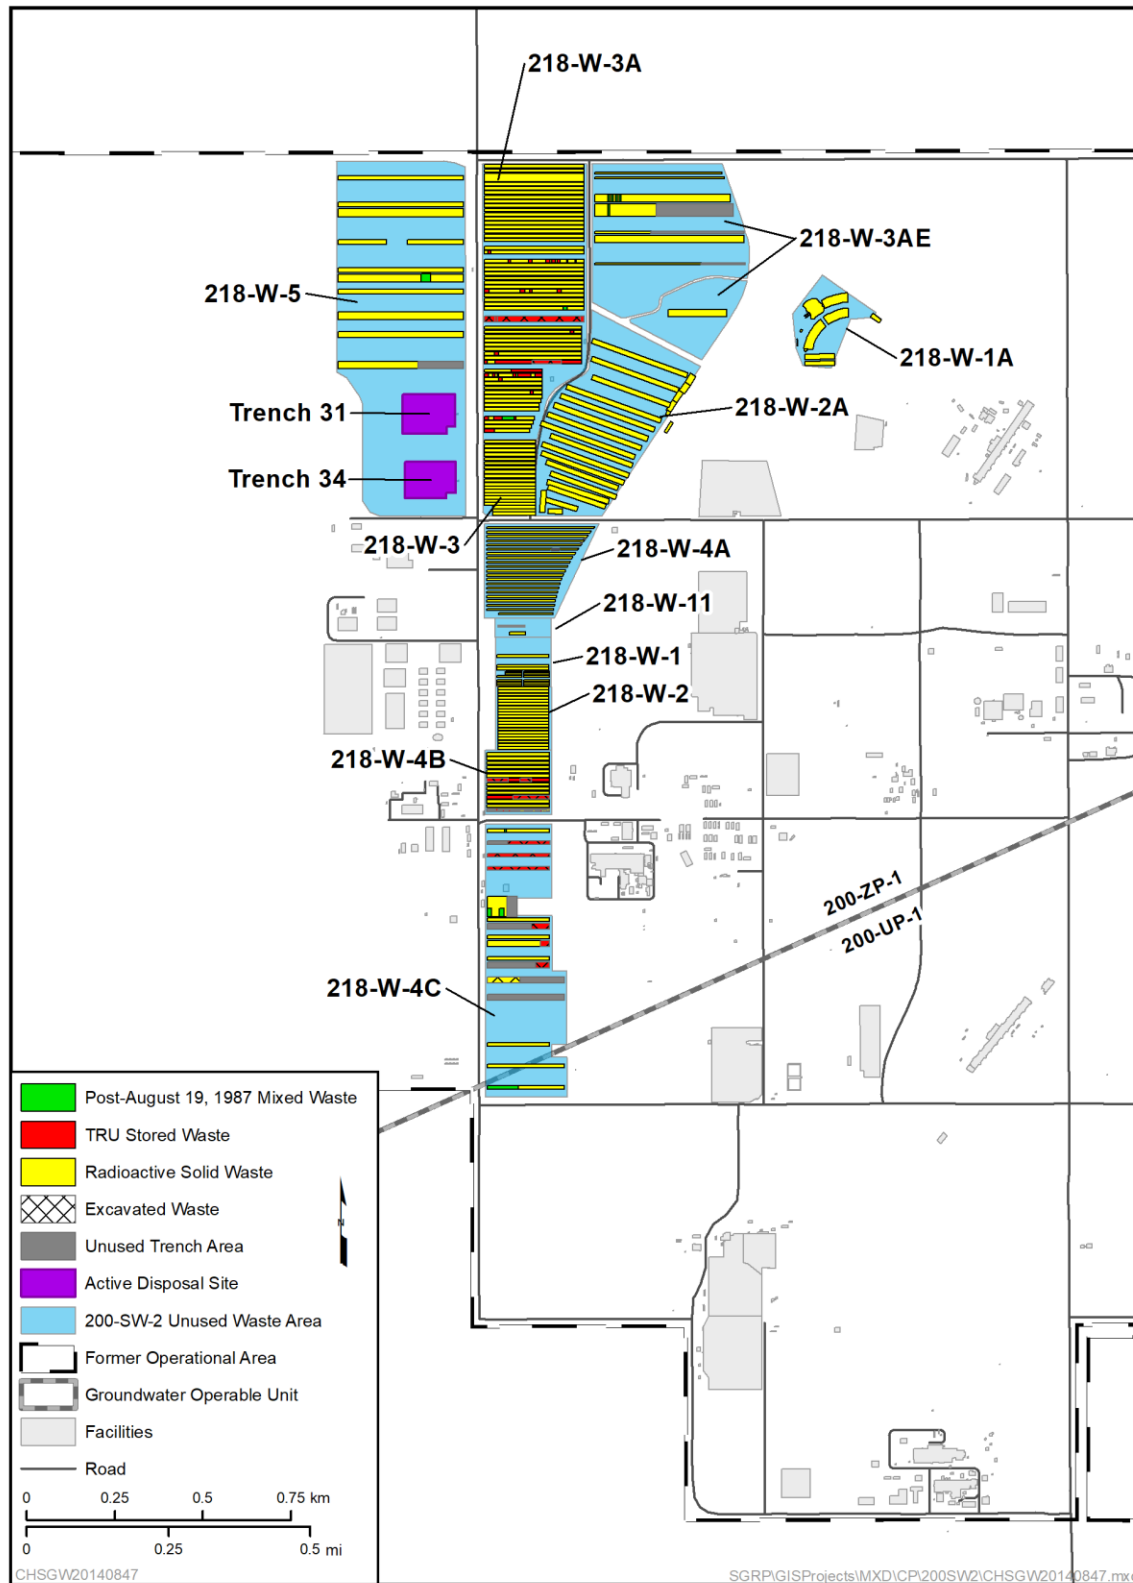 218-W-3A
218-W-3AE
218-W-5
218-W-1A
Trench 31
218-W-2A
Trench 34
218-W-3
218-W-4A
218-W-11
218-W-1
218-W-2
218-W-4B
200-ZP-1
200-UP-1
218-W-4C
Post-August 19, 1987 Mixed Waste
TRU Stored Waste
Radioactive Solid Waste
Excavated Waste
Unused Trench Area
Active Disposal Site
200-SW-2 Unused Waste Area
Former Operational Area
Groundwater Operable Unit
Facilities
Road
N
0 0.25 0.5 0.75 km
0 0.25 0.5 mi
CHSGW20140847
SGRP\GISProjects\MXD\CP\200SW2\CHSGW20140847.mxd